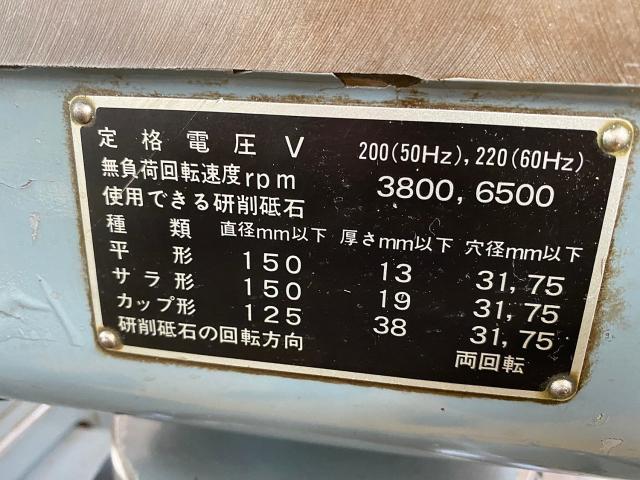 定格電圧V 200(50Hz), 220(60Hz)
無負荷回転速度rpm 3800, 6500
使用できる研削砥石
種類 直径mm以下 厚さmm以下 穴径mm以下
平形 150 13 31,75
サラ形 150 19 31,75
カップ形 125 38 31,75
研削砥石の回転方向 両回転